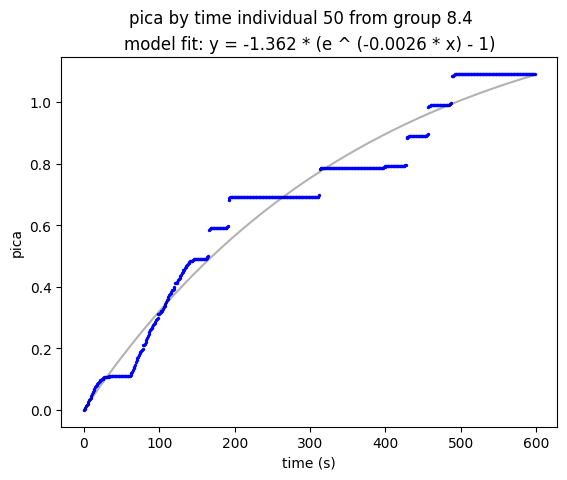 pica by time individual 50 from group 8.4
model fit: y = -1.362 * (e ^ (-0.0026 * x) - 1)
1.0
0.8
0.6
0.4
0.2
0.0
pica
0 100 200 300 400 500 600
time (s)